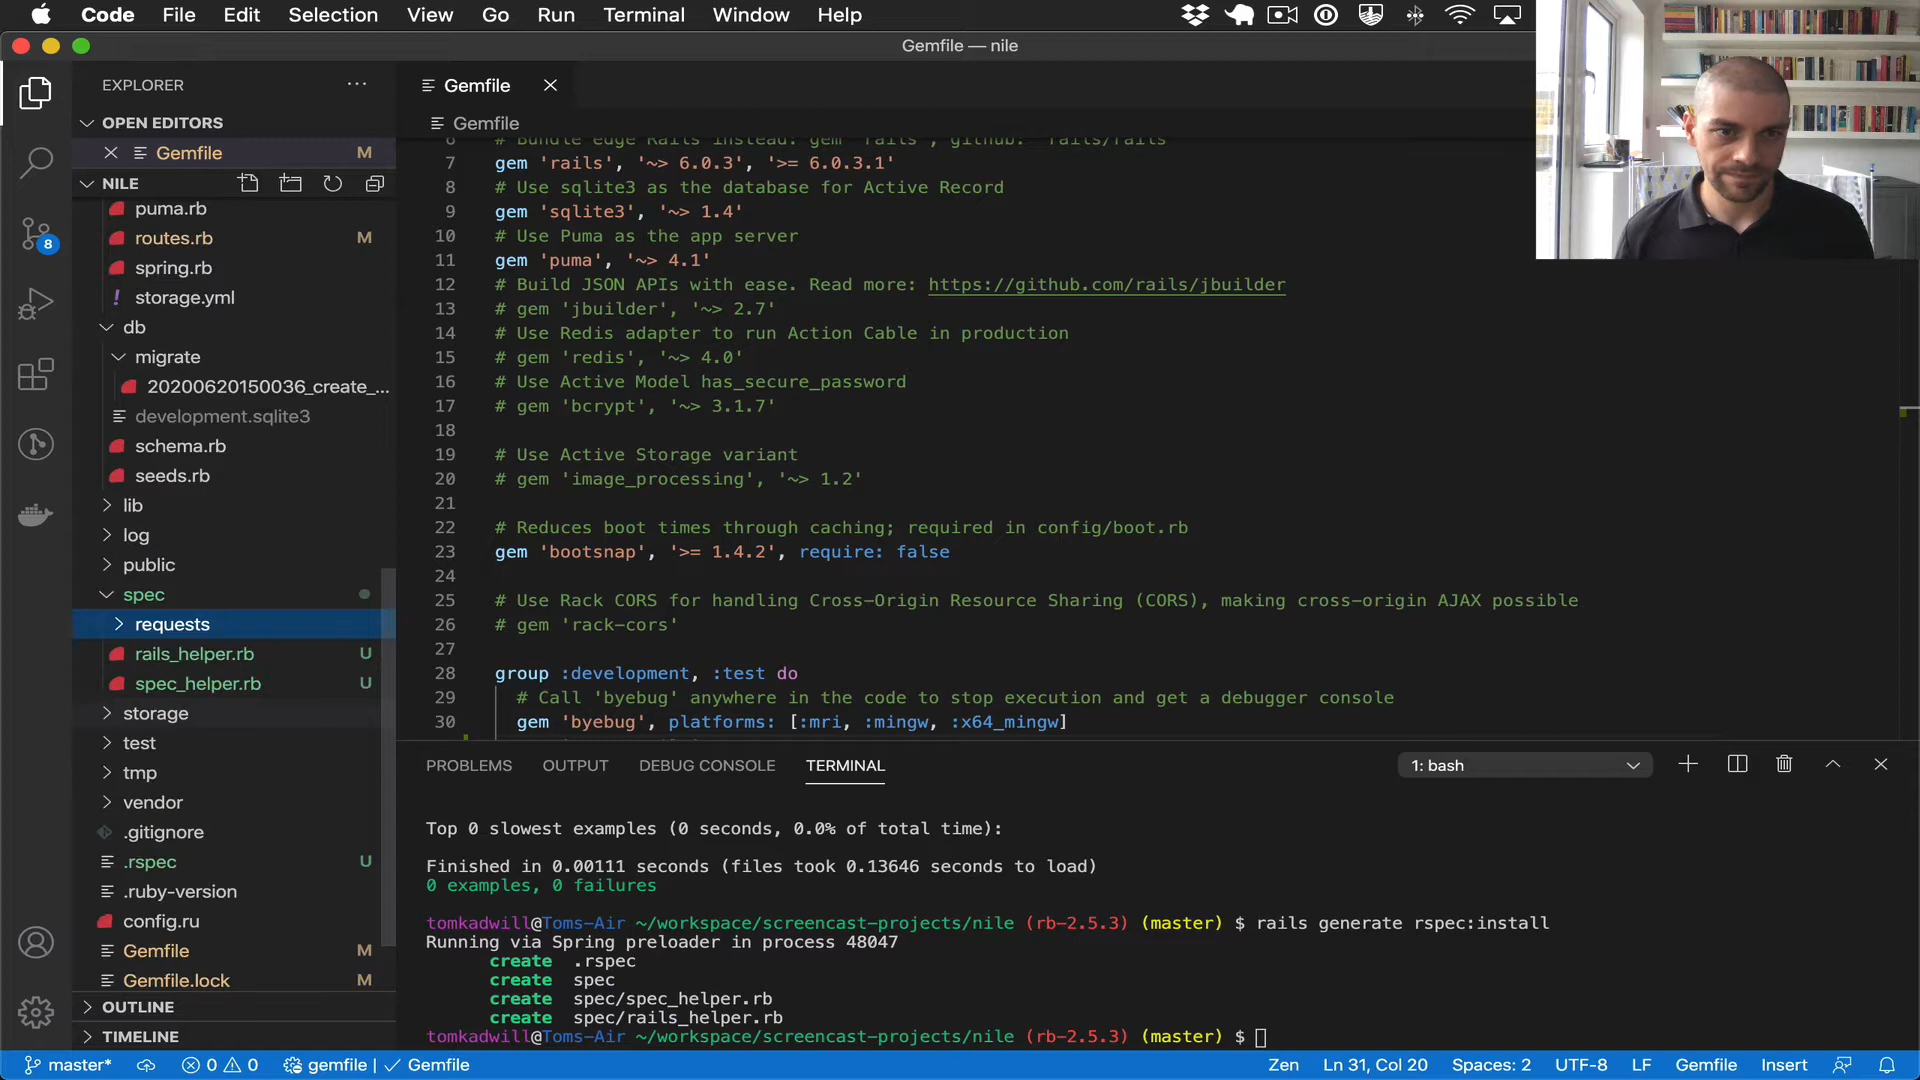 Code File Edit Selection View Go Run Terminal Window Help
Gemfile — nile
EXPLORER
OPEN EDITORS
Gemfile M
NILE
puma.rb
routes.rb M
spring.rb
! storage.yml
db
migrate
20200620150036_create_...
development.sqlite3
schema.rb
seeds.rb
lib
log
public
spec
requests
rails_helper.rb U
spec_helper.rb U
storage
test
tmp
vendor
.gitignore
.rspec U
.ruby-version
config.ru
Gemfile M
Gemfile.lock M
OUTLINE
TIMELINE
8
Gemfile
Gemfile
6 # Bundle edge Rails instead: gem 'rails', github: 'rails/rails'
7 gem 'rails', '~> 6.0.3', '>= 6.0.3.1'
8 # Use sqlite3 as the database for Active Record
9 gem 'sqlite3', '~> 1.4'
10 # Use Puma as the app server
11 gem 'puma', '~> 4.1'
12 # Build JSON APIs with ease. Read more: https://github.com/rails/jbuilder
13 # gem 'jbuilder', '~> 2.7'
14 # Use Redis adapter to run Action Cable in production
15 # gem 'redis', '~> 4.0'
16 # Use Active Model has_secure_password
17 # gem 'bcrypt', '~> 3.1.7'
18
19 # Use Active Storage variant
20 # gem 'image_processing', '~> 1.2'
21
22 # Reduces boot times through caching; required in config/boot.rb
23 gem 'bootsnap', '>= 1.4.2', require: false
24
25 # Use Rack CORS for handling Cross-Origin Resource Sharing (CORS), making cross-origin AJAX possible
26 # gem 'rack-cors'
27
28 group :development, :test do
29 # Call 'byebug' anywhere in the code to stop execution and get a debugger console
30 gem 'byebug', platforms: [:mri, :mingw, :x64_mingw]
PROBLEMS OUTPUT DEBUG CONSOLE TERMINAL 1: bash
Top 0 slowest examples (0 seconds, 0.0% of total time):
Finished in 0.00111 seconds (files took 0.13646 seconds to load)
0 examples, 0 failures
tomkadwill@Toms-Air ~/workspace/screencast-projects/nile (rb-2.5.3) (master) $ rails generate rspec:install
Running via Spring preloader in process 48047
create .rspec
create spec
create spec/spec_helper.rb
create spec/rails_helper.rb
tomkadwill@Toms-Air ~/workspace/screencast-projects/nile (rb-2.5.3) (master) $
master* 0 0 gemfile | Gemfile Zen Ln 31, Col 20 Spaces: 2 UTF-8 LF Gemfile Insert